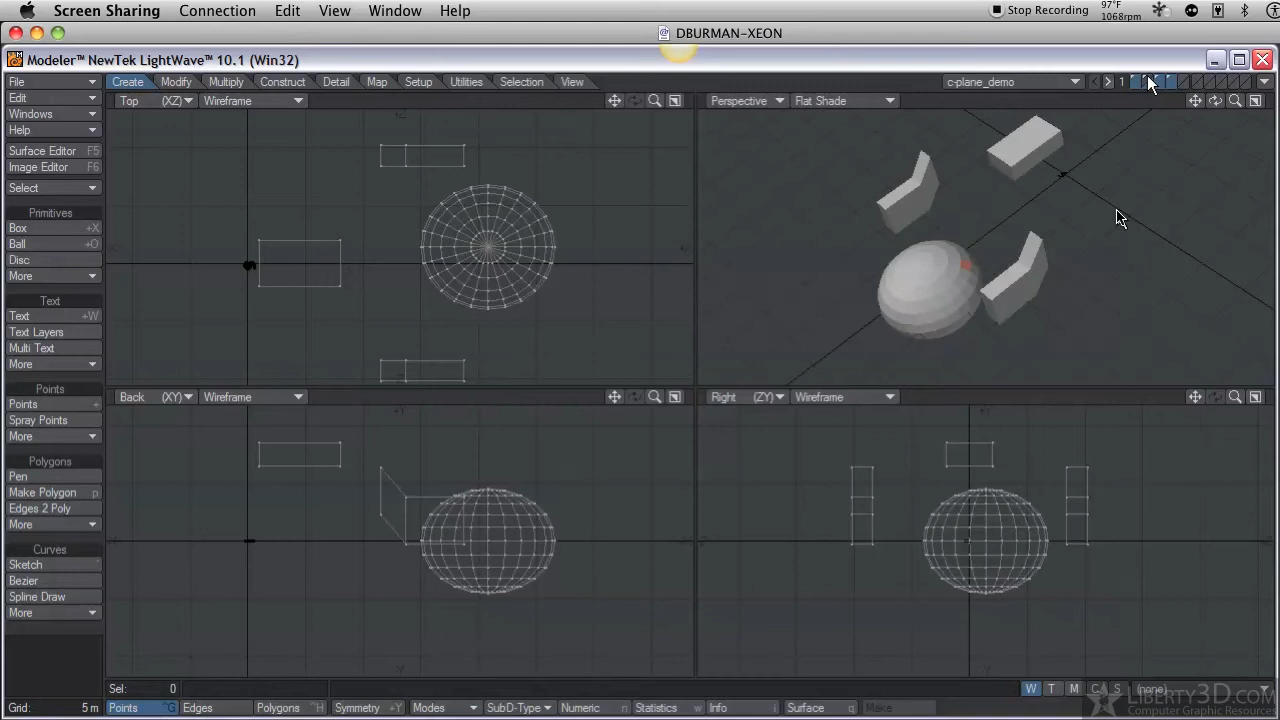 Screen Sharing Connection Edit View Window Help Stop Recording 97°F 1068rpm
DBURMAN-XEON
Modeler™ NewTek LightWave™ 10.1 (Win32)
File Create Modify Multiply Construct Detail Map Setup Utilities Selection View c-plane_demo < > 1
Edit Top (XZ) Wireframe Perspective Flat Shade
Windows
Help
Surface Editor F5
Image Editor F6
Select
Primitives
Box +X
Ball +O
Disc
More
Text
Text +W
Text Layers
Multi Text
More
Points
Points +
Back (XY) Wireframe Right (ZY) Wireframe
Spray Points
More
Polygons
Pen
Make Polygon p
Edges 2 Poly
More
Curves
Sketch
Bezier
Spline Draw
More
Sel: 0 W T M C S (none)
Grid: 5 m Points ^G Edges Polygons ^H Symmetry +Y Modes SubD-Type Numeric n Statistics w Info i Surface q Make
LIBERTY3D.COM
Computer Graphic Resources